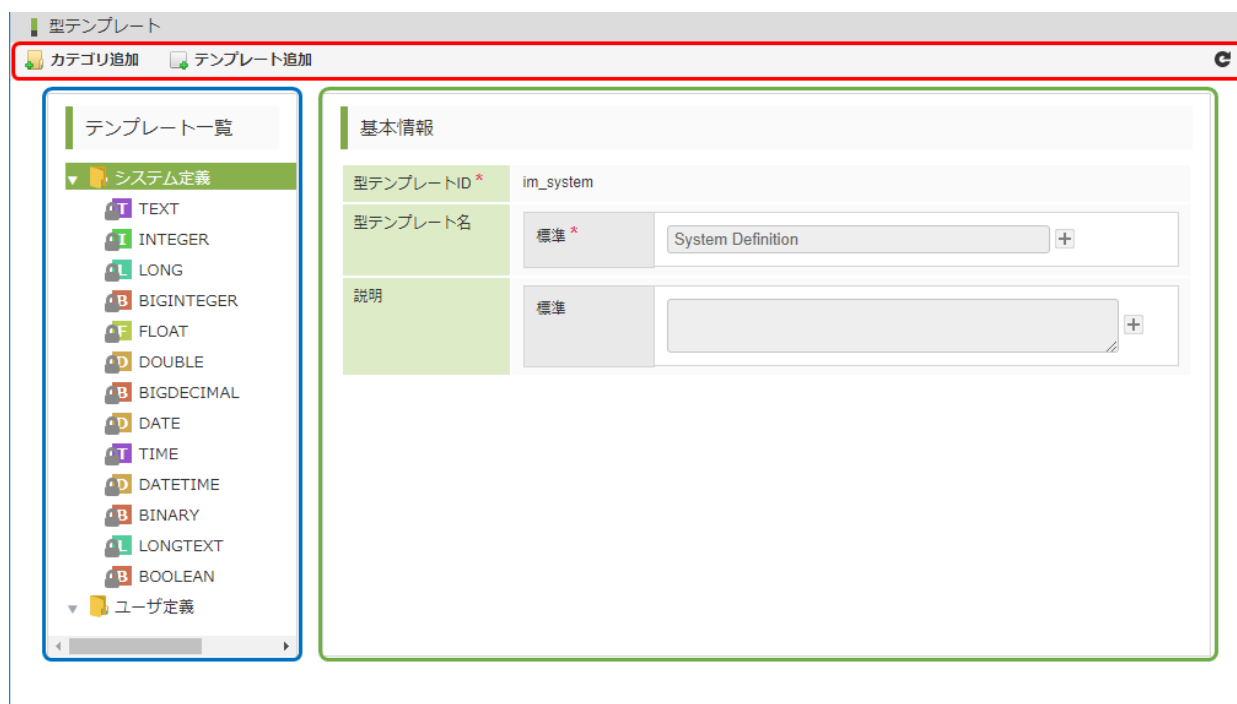 型テンプレート
カテゴリ追加 テンプレート追加
テンプレート一覧
システム定義
T TEXT
I INTEGER
L LONG
B BIGINTEGER
F FLOAT
D DOUBLE
B BIGDECIMAL
D DATE
T TIME
D DATETIME
B BINARY
L LONGTEXT
B BOOLEAN
ユーザ定義
基本情報
型テンプレートID * im_system
型テンプレート名 標準 * System Definition
説明 標準